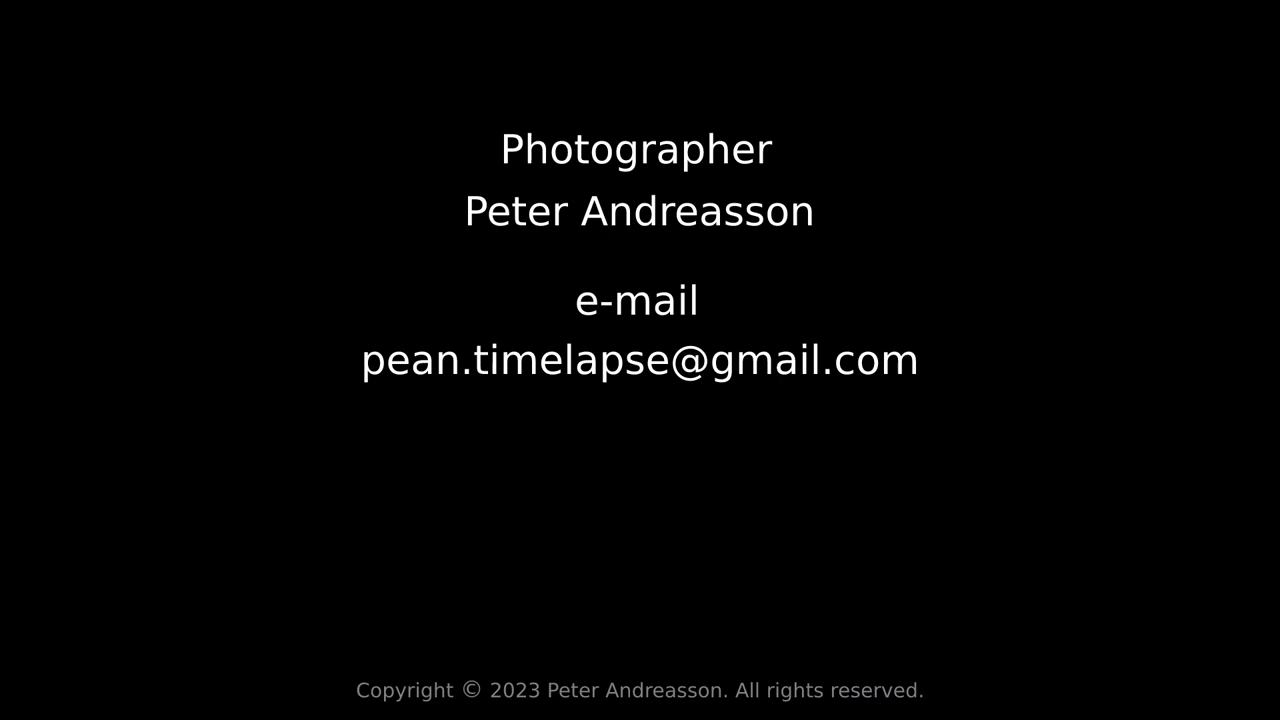 Photographer
Peter Andreasson
e-mail
pean.timelapse@gmail.com
Copyright © 2023 Peter Andreasson. All rights reserved.